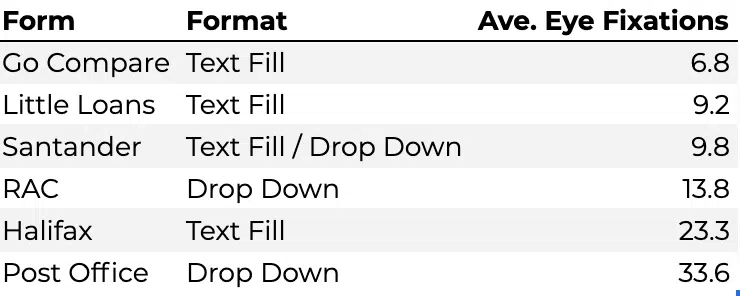 Form Format Ave. Eye Fixations
Go Compare Text Fill 6.8
Little Loans Text Fill 9.2
Santander Text Fill / Drop Down 9.8
RAC Drop Down 13.8
Halifax Text Fill 23.3
Post Office Drop Down 33.6